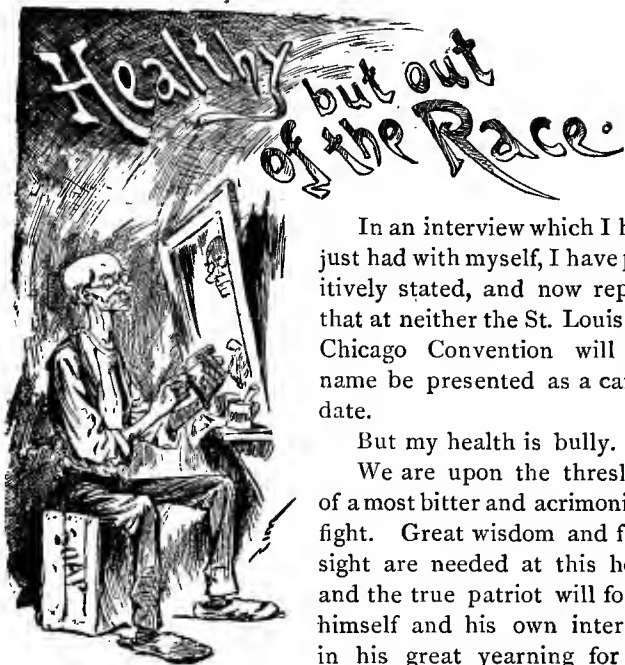 Healthy
but out
of the Race.
In an interview which I h
just had with myself, I have p
itively stated, and now rep
that at neither the St. Louis
Chicago Convention will
name be presented as a ca
date.
But my health is bully.
We are upon the thresh
of a most bitter and acrimoni
fight. Great wisdom and f
sight are needed at this h
and the true patriot will fo
himself and his own inter
in his great yearning for
SOAP